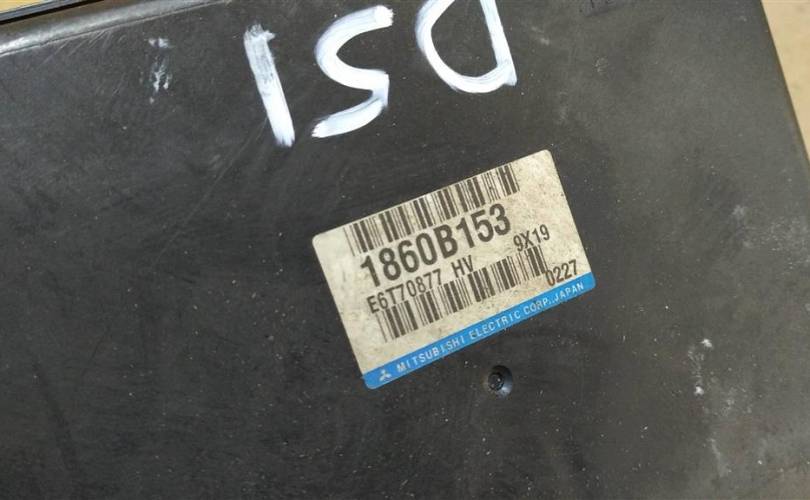 DSI
1860B153
E6T70877 HV 9X19
0227
MITSUBISHI ELECTRIC CORP., JAPAN